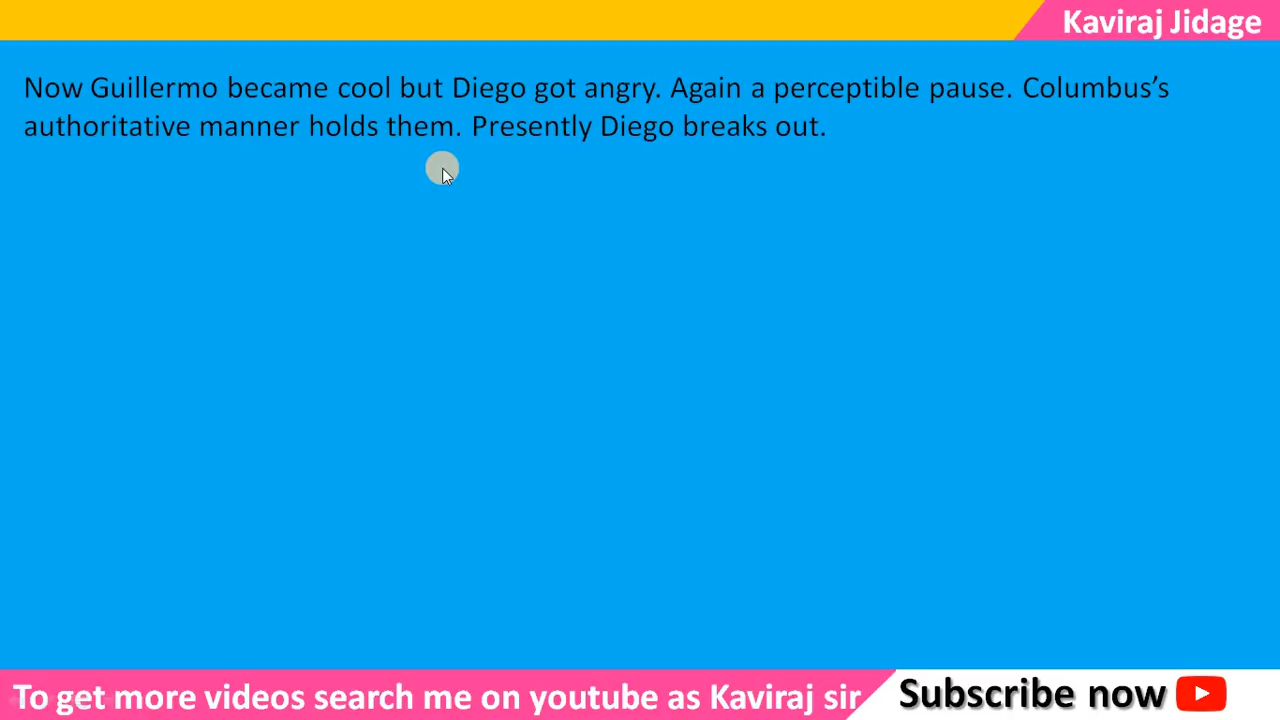 Kaviraj Jidage
Now Guillermo became cool but Diego got angry. Again a perceptible pause. Columbus’s
authoritative manner holds them. Presently Diego breaks out.
To get more videos search me on youtube as Kaviraj sir
Subscribe now